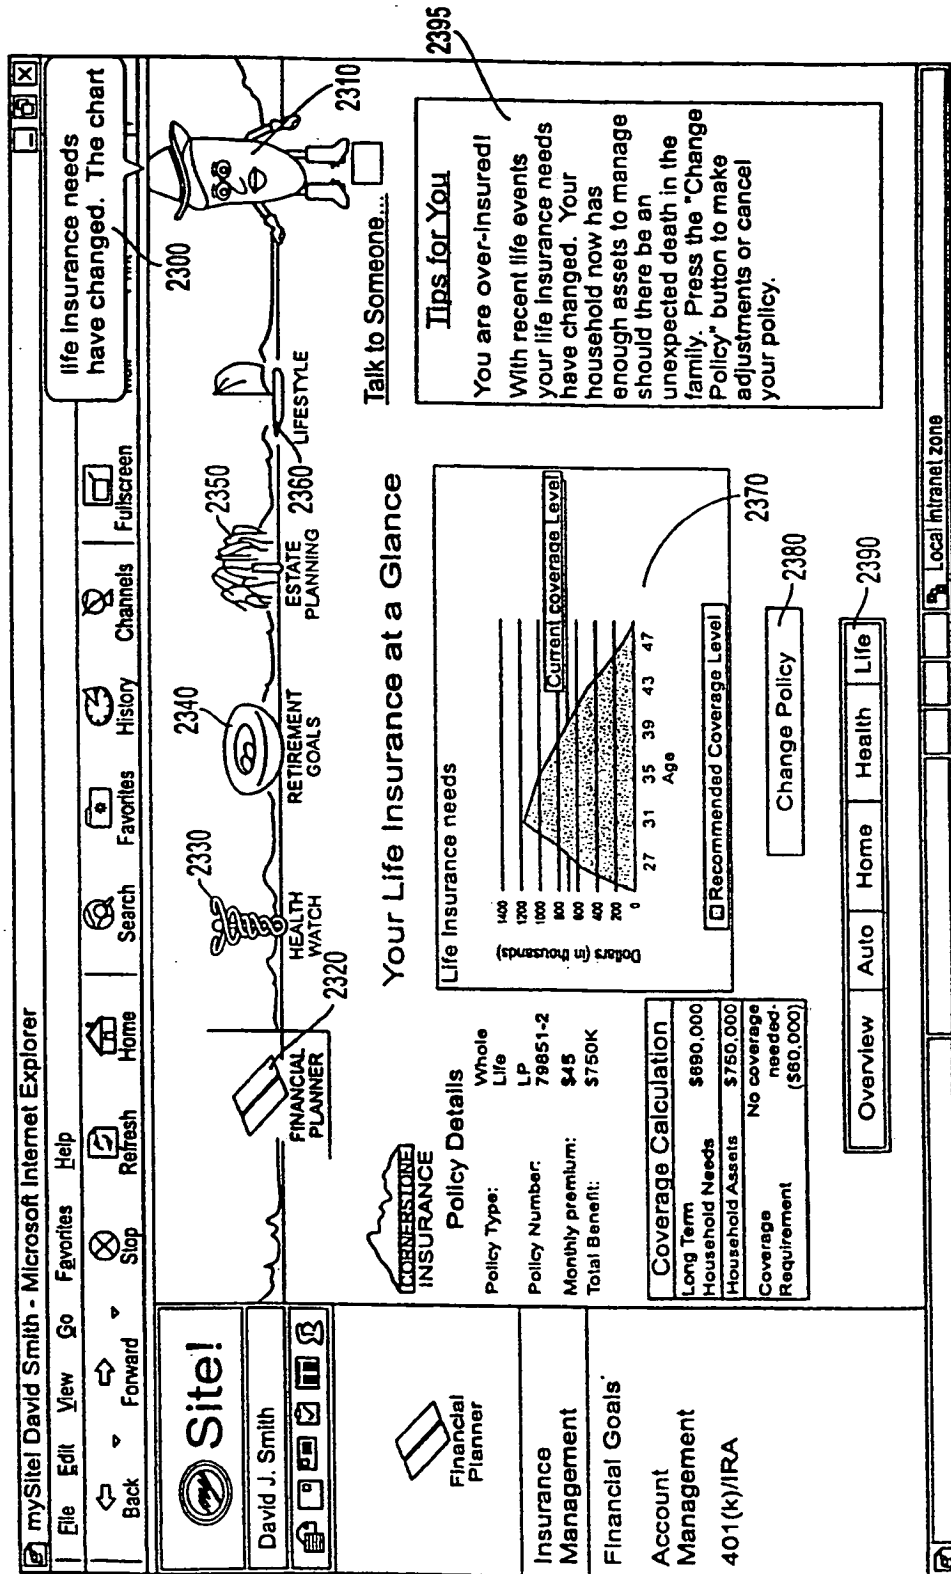 mySite! David Smith - Microsoft Internet Explorer
File Edit View Go Favorites Help
Back Forward Stop Refresh Home Search Favorites History Channels Fullscreen
life insurance needs
have changed. The chart
2300
my Site!
David J. Smith
Financial
Planner
Insurance
Management
Financial Goals
Account
Management
401(k)/IRA
FINANCIAL
PLANNER
2320
HEALTH
WATCH
2330
RETIREMENT
GOALS
2340
ESTATE
PLANNING
2350
LIFESTYLE
2360
2310
Talk to Someone...
CORNERSTONE
INSURANCE
Your Life Insurance at a Glance
Policy Details
Policy Type: Whole
Life
Policy Number: LP
79851-2
Monthly premium: $45
Total Benefit: $750K
Coverage Calculation
Long Term
Household Needs $690,000
Household Assets $750,000
Coverage
Requirement
No coverage
needed-
($60,000)
Life Insurance needs
Dollars (in thousands)
1400
1200
1000
800
600
400
200
0
27 31 35 39 43 47
Age
Current coverage Level
Recommended Coverage Level
2370
Change Policy
2380
Overview Auto Home Health Life
2390
Tips for You
You are over-insured!
With recent life events
your life insurance needs
have changed. Your
household now has
enough assets to manage
should there be an
unexpected death in the
family. Press the "Change
Policy" button to make
adjustments or cancel
your policy.
2395
Local intranet zone